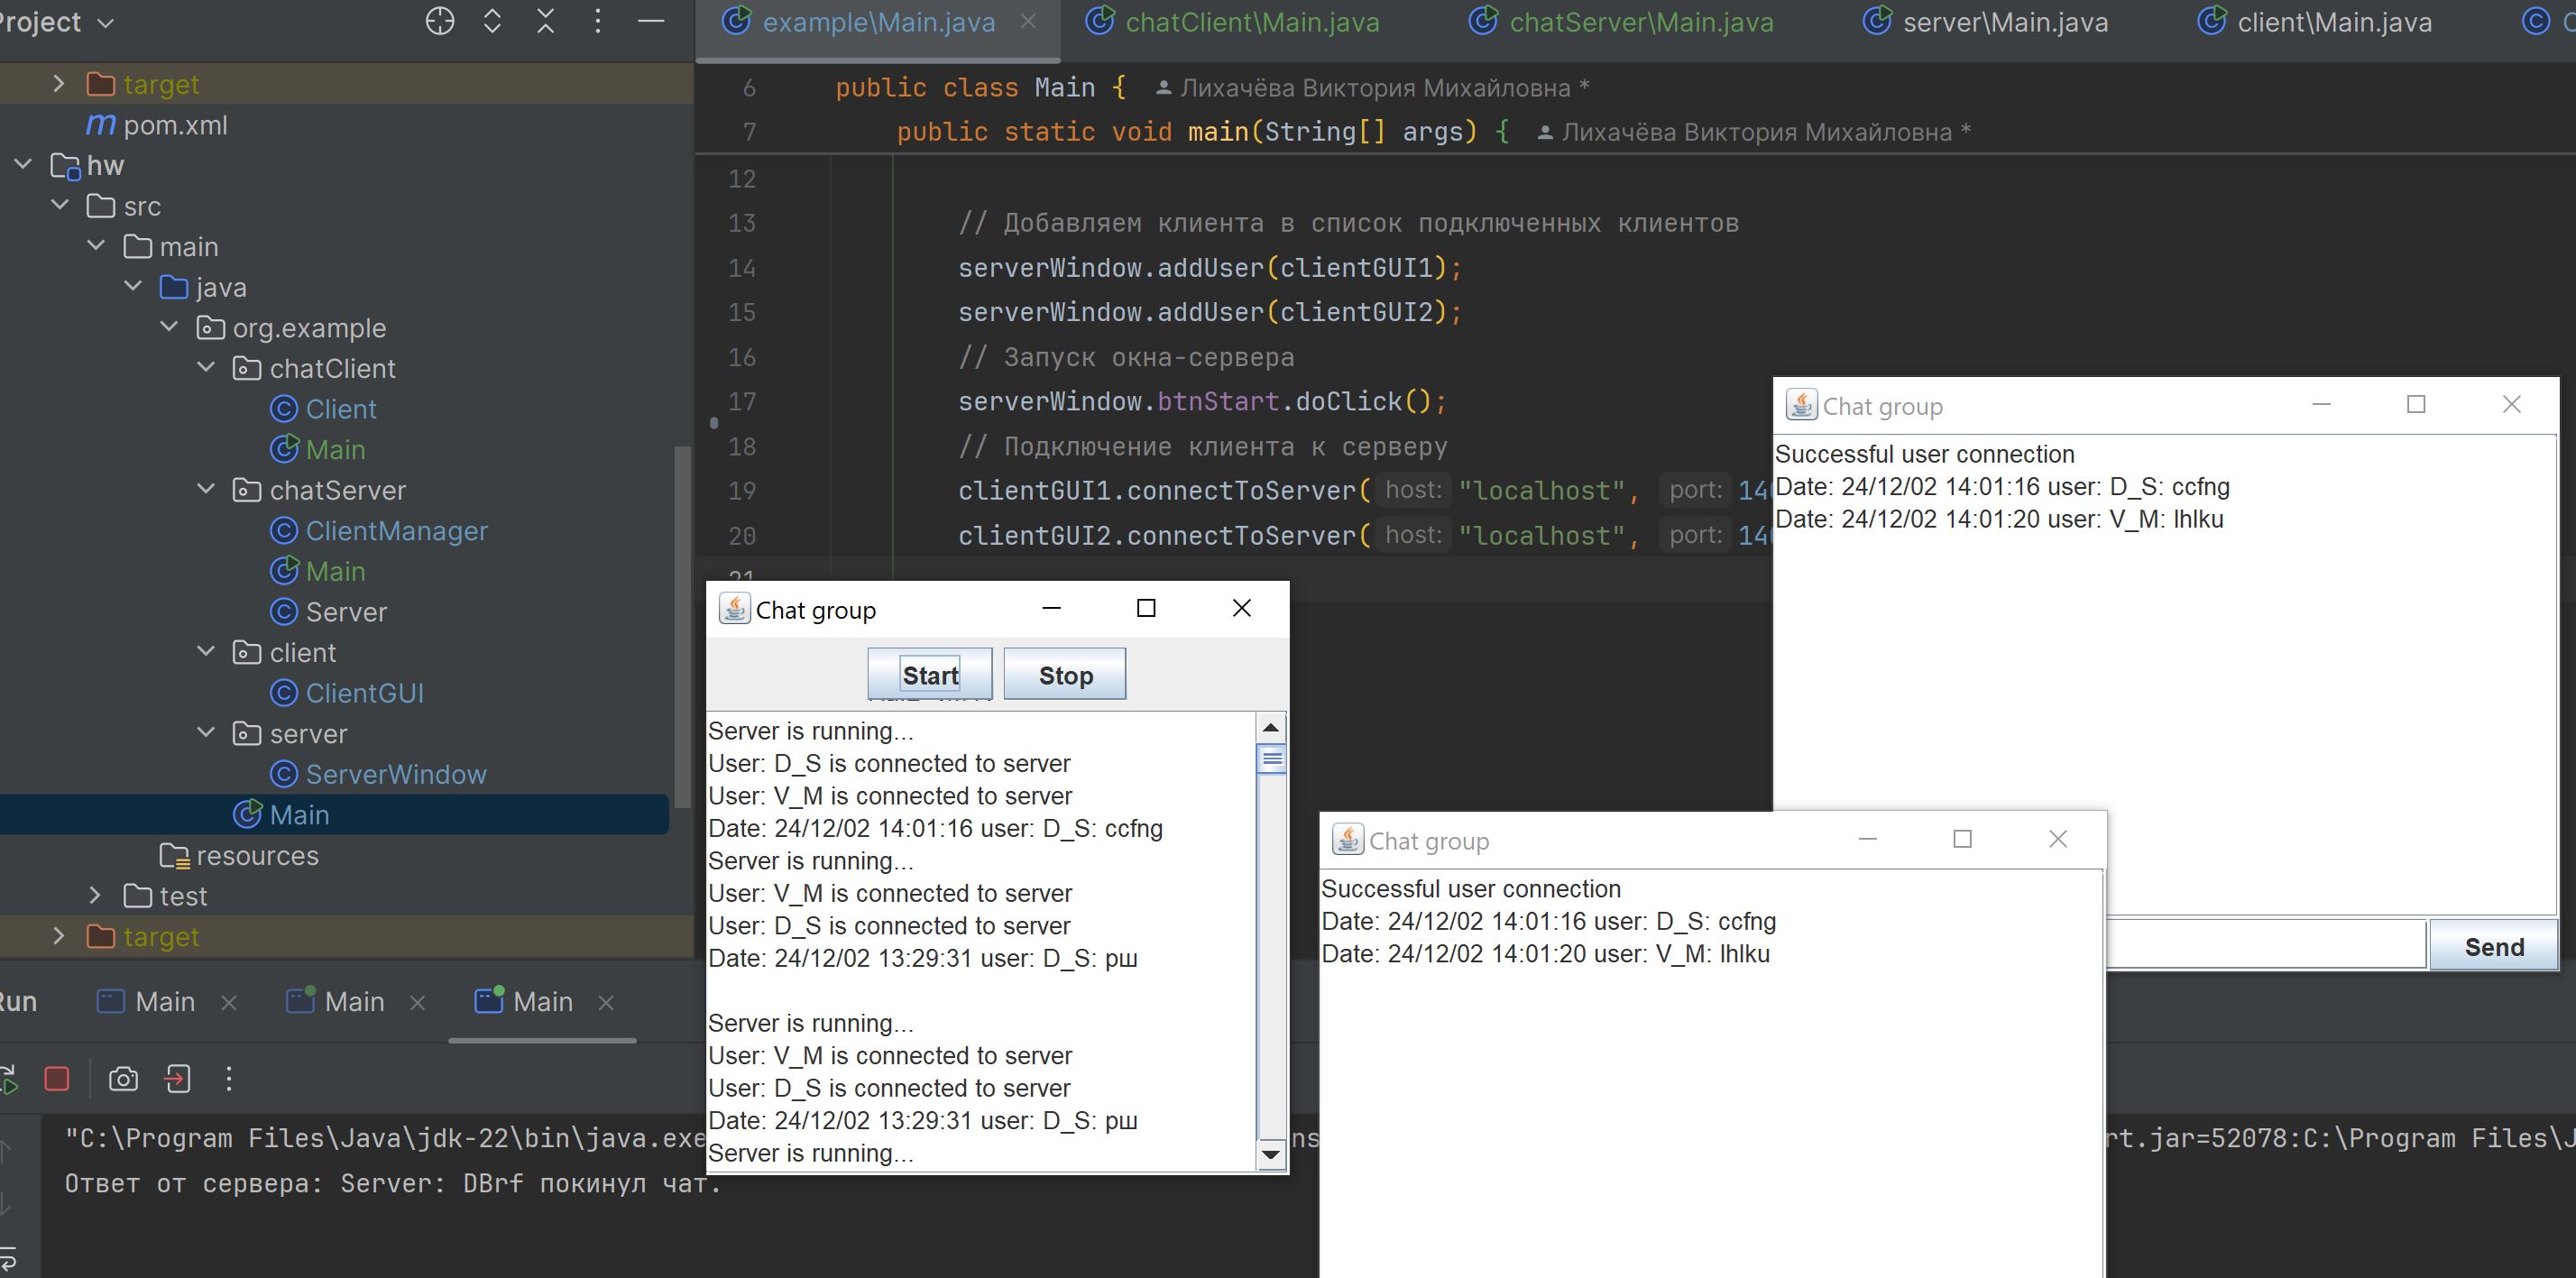 Project
target
pom.xml
hw
src
main
java
org.example
chatClient
Client
Main
chatServer
ClientManager
Main
Server
client
ClientGUI
server
ServerWindow
Main
resources
test
target
example\Main.java
chatClient\Main.java
chatServer\Main.java
server\Main.java
client\Main.java
6 public class Main { Лихачёва Виктория Михайловна *
7 public static void main(String[] args) { Лихачёва Виктория Михайловна *
12
13 // Добавляем клиента в список подключенных клиентов
14 serverWindow.addUser(clientGUI1);
15 serverWindow.addUser(clientGUI2);
16 // Запуск окна-сервера
17 serverWindow.btnStart.doClick();
18 // Подключение клиента к серверу
19 clientGUI1.connectToServer( host: "localhost", port: 14
20 clientGUI2.connectToServer( host: "localhost", port: 14
21
Chat group
Successful user connection
Date: 24/12/02 14:01:16 user: D_S: ccfng
Date: 24/12/02 14:01:20 user: V_M: lhlku
Send
Chat group
Start Stop
Server is running...
User: D_S is connected to server
User: V_M is connected to server
Date: 24/12/02 14:01:16 user: D_S: ccfng
Server is running...
User: V_M is connected to server
User: D_S is connected to server
Date: 24/12/02 13:29:31 user: D_S: рш
Server is running...
User: V_M is connected to server
User: D_S is connected to server
Date: 24/12/02 13:29:31 user: D_S: рш
Server is running...
Chat group
Successful user connection
Date: 24/12/02 14:01:16 user: D_S: ccfng
Date: 24/12/02 14:01:20 user: V_M: lhlku
Run Main Main Main
"C:\Program Files\Java\jdk-22\bin\java.exe ns rt.jar=52078:C:\Program Files\J
Ответ от сервера: Server: DBrf покинул чат.